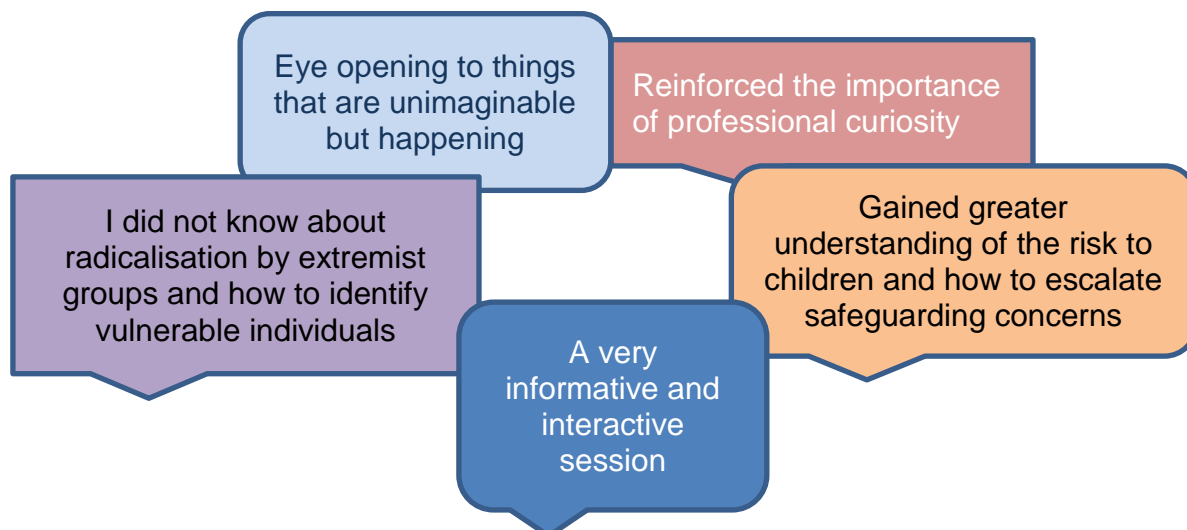 Eye opening to things
that are unimaginable
but happening
Reinforced the importance
of professional curiosity
I did not know about
radicalisation by extremist
groups and how to identify
vulnerable individuals
Gained greater
understanding of the risk to
children and how to escalate
safeguarding concerns
A very
informative and
interactive
session